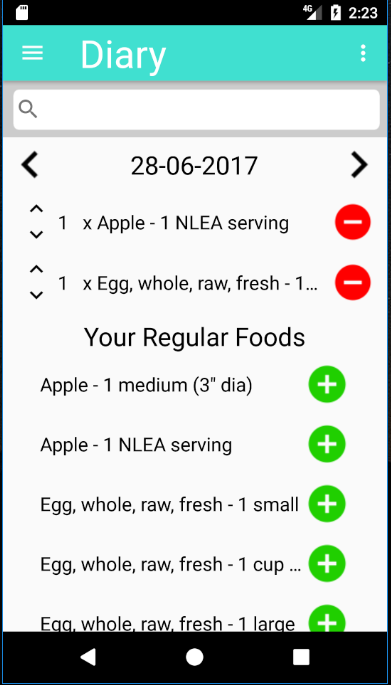 4G 2:23
Diary
28-06-2017
1 x Apple - 1 NLEA serving
1 x Egg, whole, raw, fresh - 1...
Your Regular Foods
Apple - 1 medium (3" dia)
Apple - 1 NLEA serving
Egg, whole, raw, fresh - 1 small
Egg, whole, raw, fresh - 1 cup ...
Egg, whole, raw, fresh - 1 large